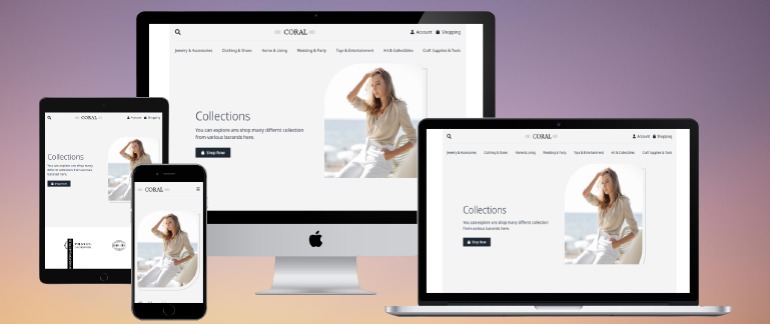 CORAL
Account Shopping
Jewelry & Accessories Clothing & Shoes Home & Living Wedding & Party Toys & Entertainment Art & Collectibles Craft Supplies & Tools
Collections
You can explore ans shop many differnt collection
from various barands here.
Shop Now
CORAL
Account Shopping
Collections
You can explore ans shop many
differnt collection from various
barands here.
Shop Now
CORAL
CORAL
Account Shopping
Jewelry & Accessories Clothing & Shoes Home & Living Wedding & Party Toys & Entertainment Art & Collectibles Craft Supplies & Tools
Collections
You can explore ans shop many differnt collection
from various barands here.
Shop Now